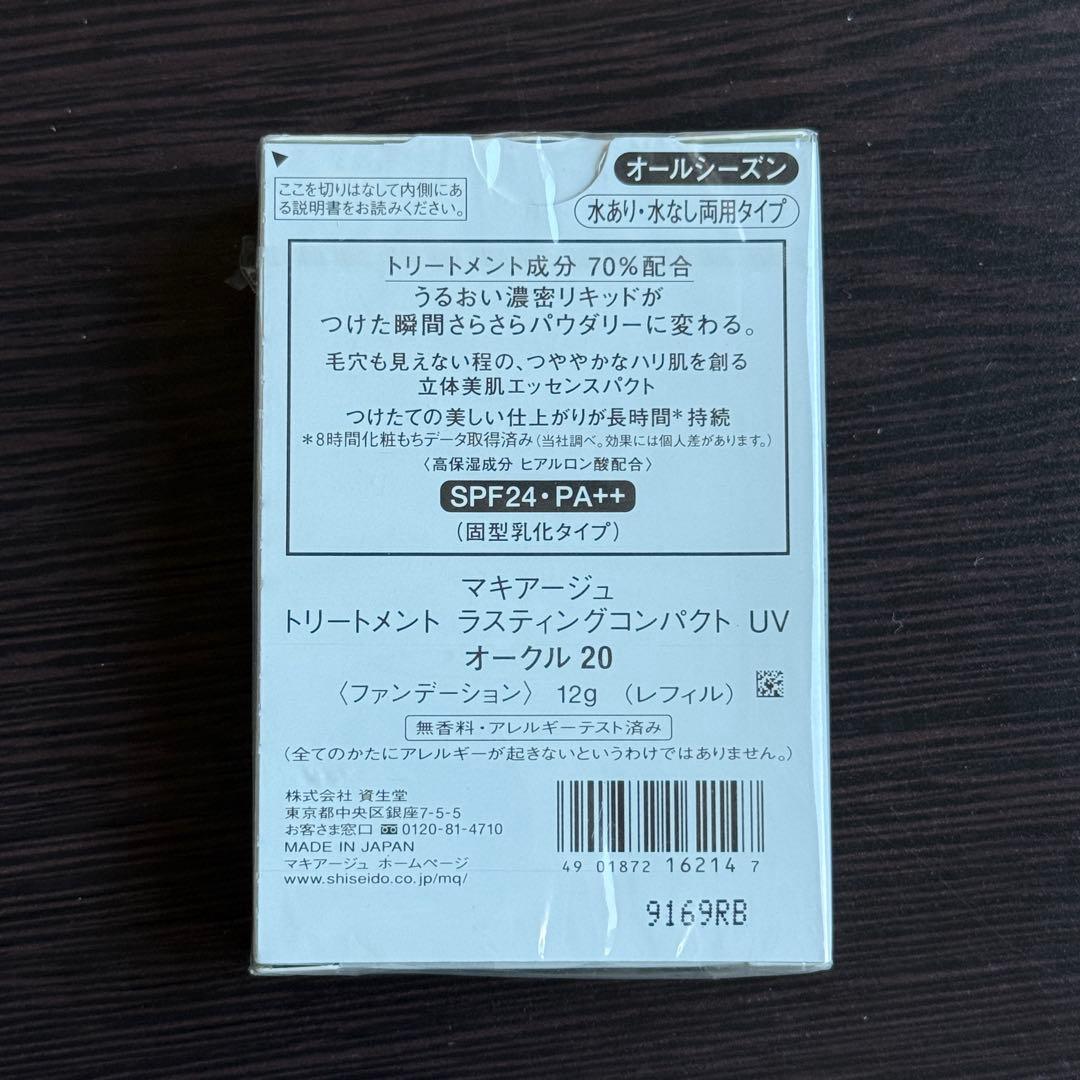 ここを切りはなして内側にあ
る説明書をお読みください。
オールシーズン
水あり・水なし両用タイプ
トリートメント成分 70%配合
うるおい濃密リキッドが
つけた瞬間さらさらパウダリーに変わる。
毛穴も見えない程の、つややかなハリ肌を創る
立体美肌エッセンスパクト
つけたての美しい仕上がりが長時間*持続
*8時間化粧もちデータ取得済み(当社調べ。効果には個人差があります。)
〈高保湿成分 ヒアルロン酸配合〉
SPF24・PA++
(固型乳化タイプ)
マキアージュ
トリートメント ラスティングコンパクト UV
オークル 20
〈ファンデーション〉 12g (レフィル)
無香料・アレルギーテスト済み
(全てのかたにアレルギーが起きないというわけではありません。)
株式会社 資生堂
東京都中央区銀座7-5-5
お客さま窓口 0120-81-4710
MADE IN JAPAN
マキアージュ ホームページ
www.shiseido.co.jp/mq/
49 01872 16214 7
9169RB